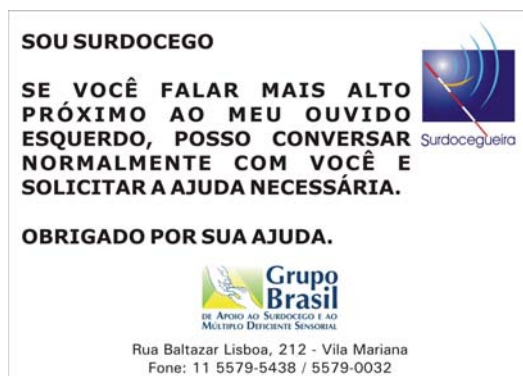 SOU SURDOCEGO
SE VOCÊ FALAR MAIS ALTO
PRÓXIMO AO MEU OUVIDO
ESQUERDO, POSSO CONVERSAR
NORMALMENTE COM VOCÊ E
SOLICITAR A AJUDA NECESSÁRIA.
OBRIGADO POR SUA AJUDA.
Surdocegueira
Grupo
Brasil
DE APOIO AO SURDOCEGO E AO
MÚLTIPLO DEFICIENTE SENSORIAL
Rua Baltazar Lisboa, 212 - Vila Mariana
Fone: 11 5579-5438 / 5579-0032